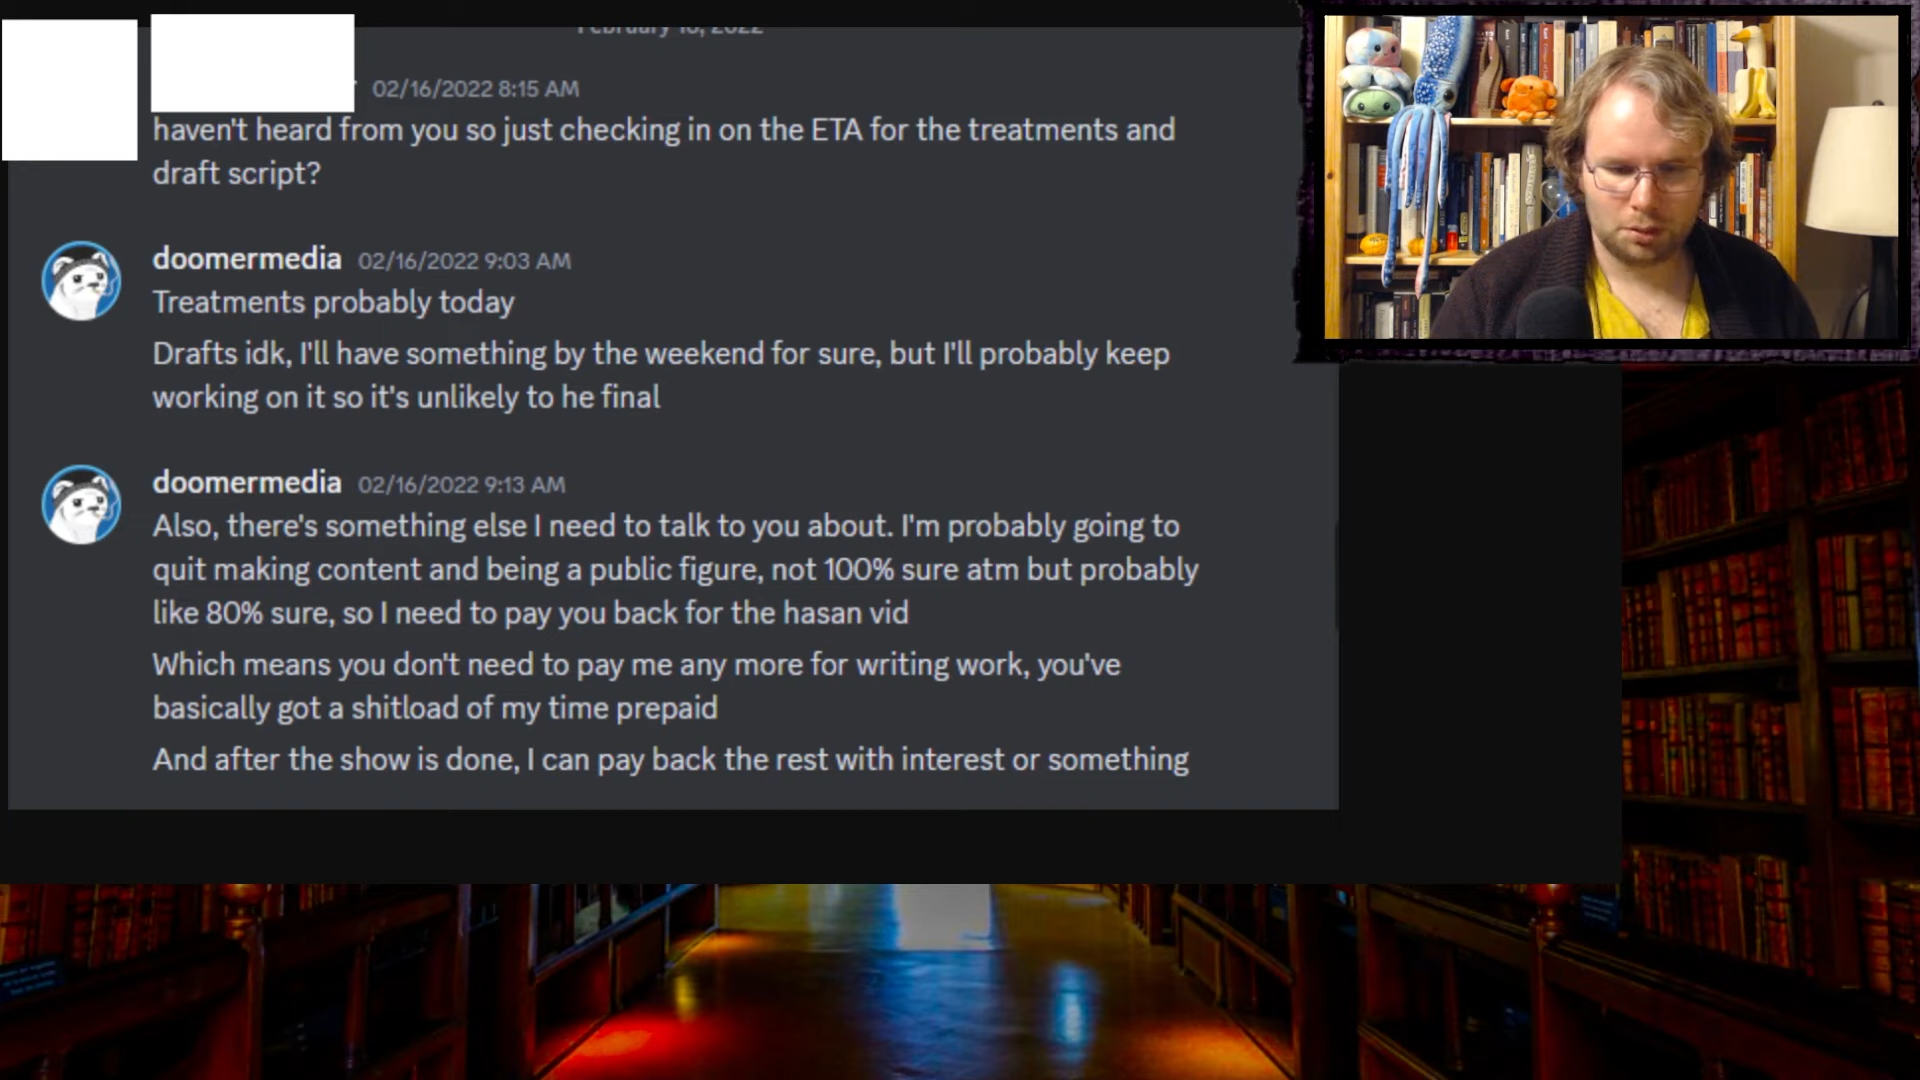 February 16, 2022
02/16/2022 8:15 AM
haven't heard from you so just checking in on the ETA for the treatments and
draft script?
doomermedia 02/16/2022 9:03 AM
Treatments probably today
Drafts idk, I'll have something by the weekend for sure, but I'll probably keep
working on it so it's unlikely to he final
doomermedia 02/16/2022 9:13 AM
Also, there's something else I need to talk to you about. I'm probably going to
quit making content and being a public figure, not 100% sure atm but probably
like 80% sure, so I need to pay you back for the hasan vid
Which means you don't need to pay me any more for writing work, you've
basically got a shitload of my time prepaid
And after the show is done, I can pay back the rest with interest or something